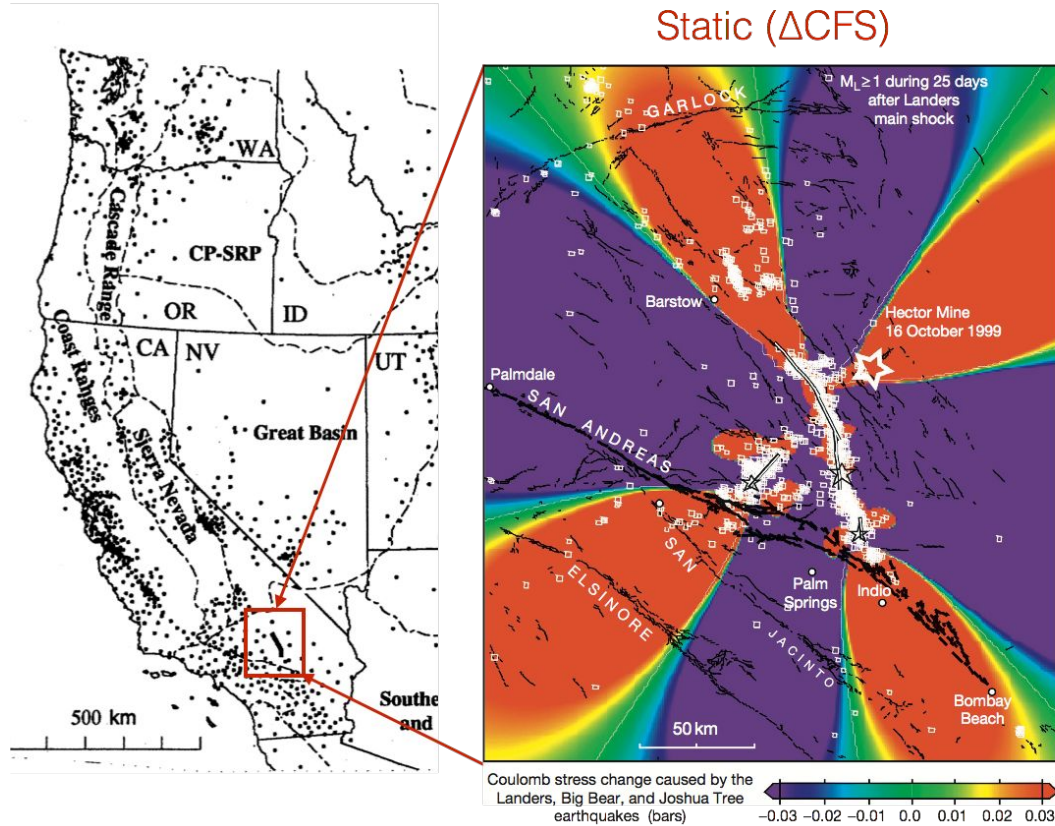 Static (ΔCFS)
WA
Cascade Range
CP-SRP
OR
ID
Coast Ranges
CA
NV
UT
Sierra Nevada
Great Basin
500 km
Southe
and
M_L ≥ 1 during 25 days
after Landers
main shock
GARLOCK
Barstow
Hector Mine
16 October 1999
Palmdale
SAN ANDREAS
SAN
ELSINORE
Palm
Springs
Indio
JACINTO
Bombay
Beach
50 km
Coulomb stress change caused by the
Landers, Big Bear, and Joshua Tree
earthquakes (bars)
−0.03 −0.02 −0.01 0.0 0.01 0.02 0.03